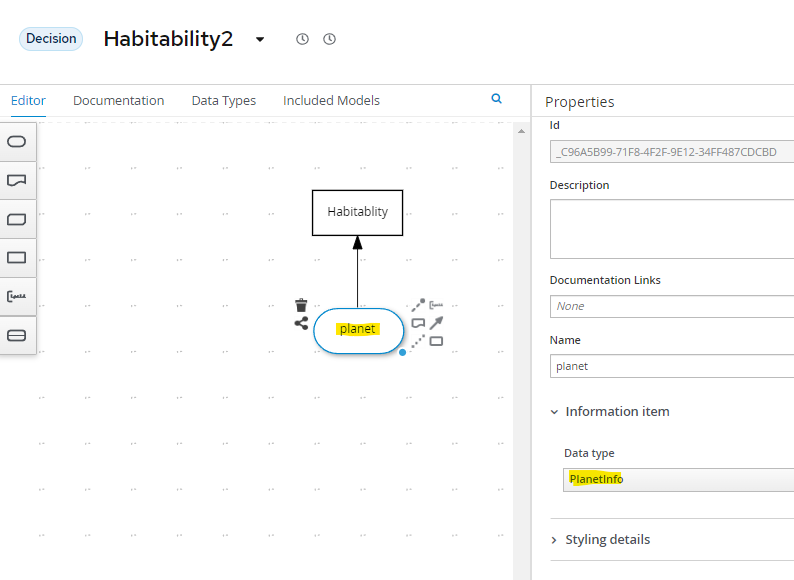 Decision Habitability2
Editor Documentation Data Types Included Models
Properties
Id
_C96A5B99-71F8-4F2F-9E12-34FF487CDCBD
Description
Documentation Links
None
Name
planet
Information item
Data type
PlanetInfo
Styling details
Habitablity
planet